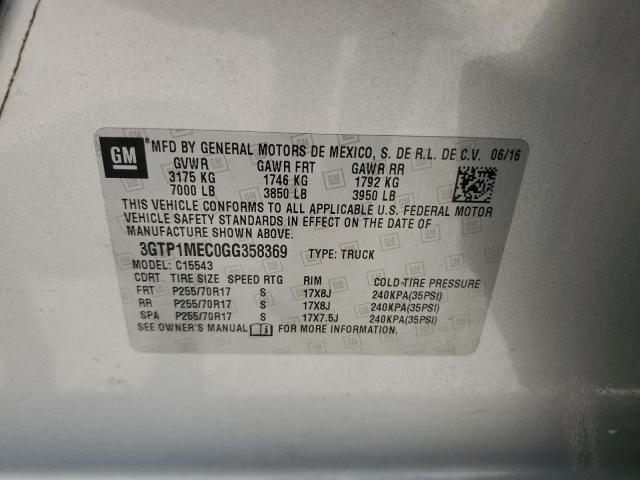 GM *MFD BY GENERAL MOTORS DE MEXICO, S. DE R.L. DE C.V. 06/16
GVWR GAWR FRT GAWR RR
3175 KG 1746 KG 1792 KG
7000 LB 3850 LB 3950 LB
THIS VEHICLE CONFORMS TO ALL APPLICABLE U.S. FEDERAL MOTOR
VEHICLE SAFETY STANDARDS IN EFFECT ON THE DATE OF
MANUFACTURE SHOWN ABOVE.
3GTP1MEC0GG358369 TYPE: TRUCK
MODEL: C15543
CDRT TIRE SIZE SPEED RTG RIM COLD TIRE PRESSURE
FRT P255/70R17 S 17X8J 240KPA(35PSI)
RR P255/70R17 S 17X8J 240KPA(35PSI)
SPA P255/70R17 S 17X7.5J 240KPA(35PSI)
SEE OWNER'S MANUAL FOR MORE INFORMATION.